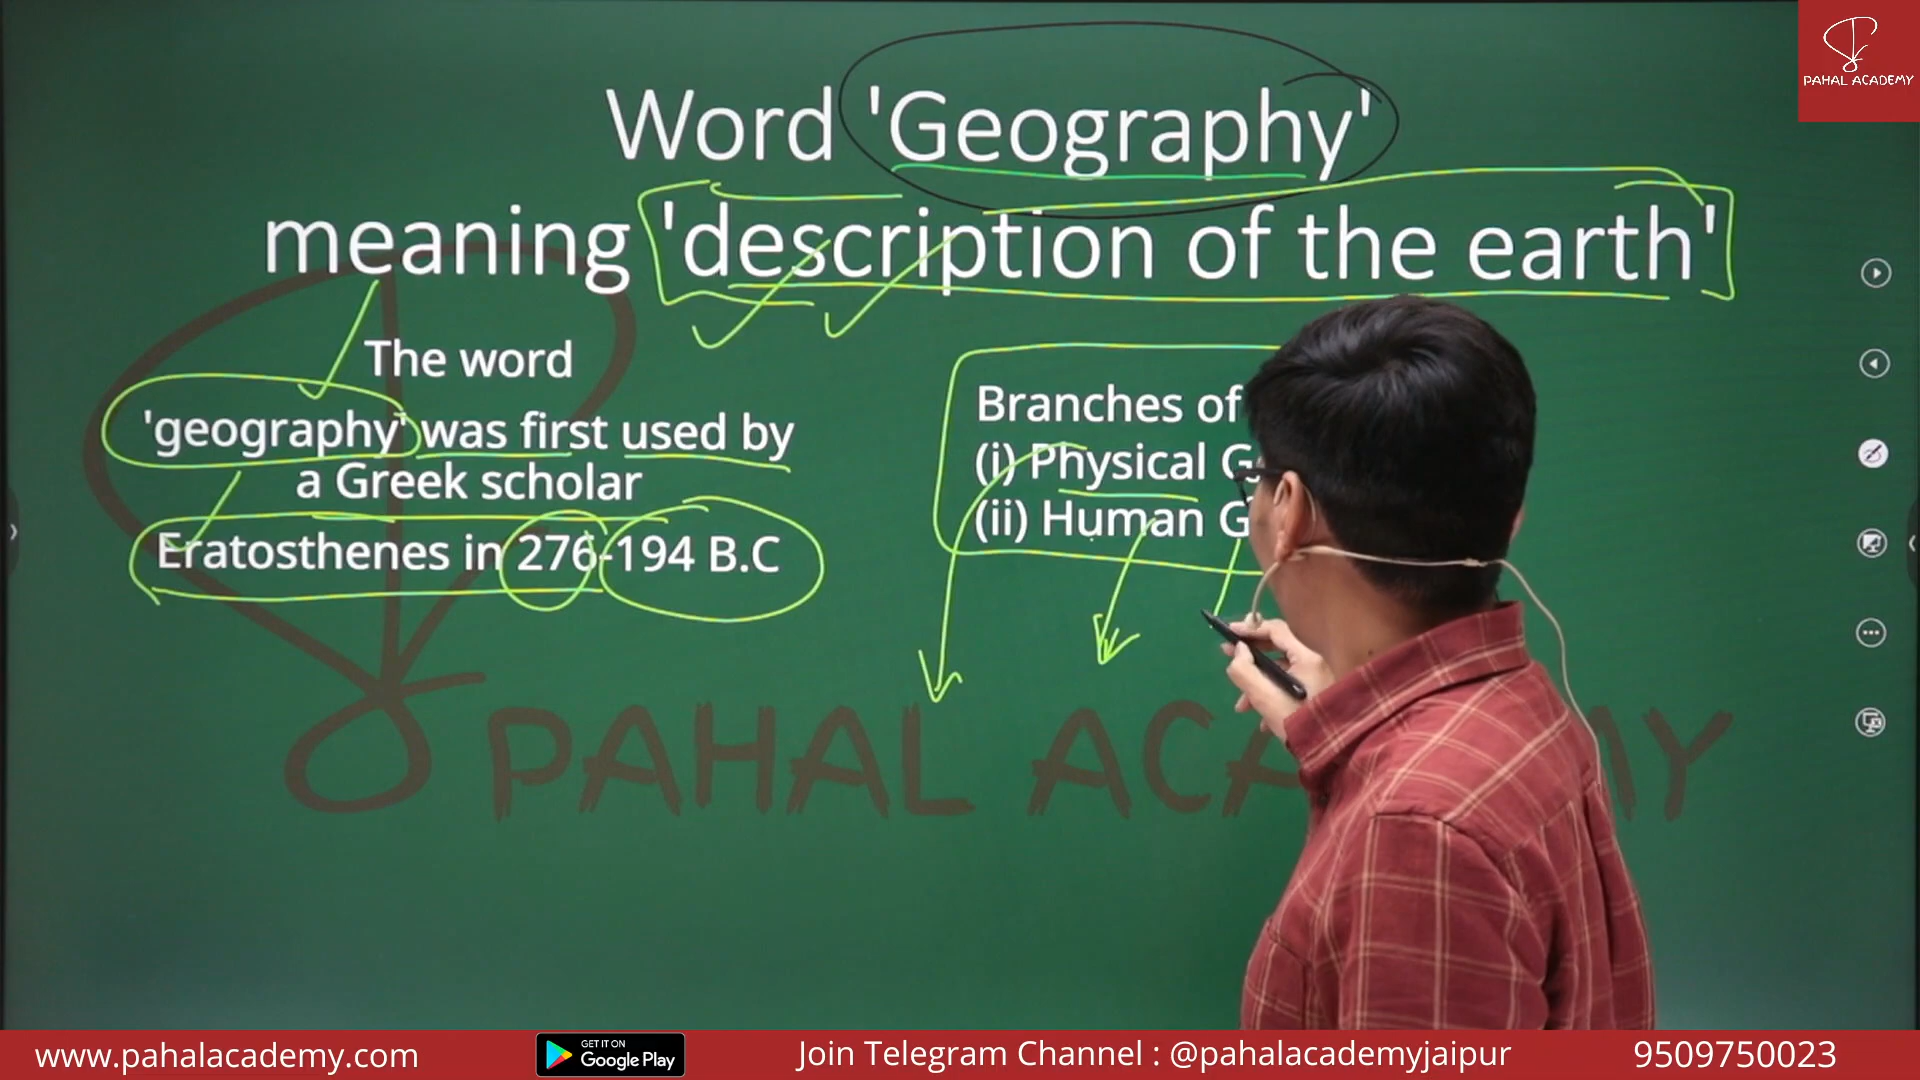 PAHAL ACADEMY
Word 'Geography'
meaning 'description of the earth'
The word
'geography' was first used by
a Greek scholar
Eratosthenes in 276-194 B.C
Branches of
(i) Physical
(ii) Human
PAHAL
www.pahalacademy.com
GET IT ON
Google Play
Join Telegram Channel : @pahalacademyjaipur
9509750023